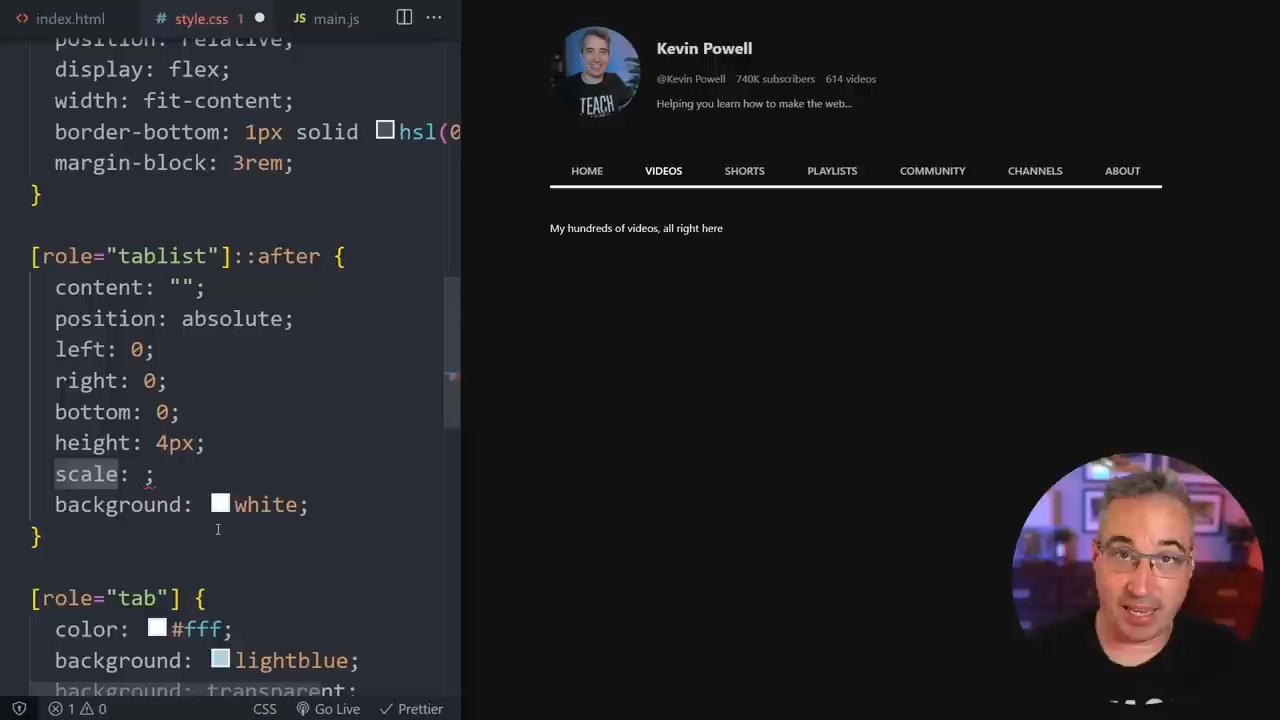 index.html
style.css 1
JS main.js
position: relative;
display: flex;
width: fit-content;
border-bottom: 1px solid hsl(0
margin-block: 3rem;
}
[role="tablist"]::after {
content: "";
position: absolute;
left: 0;
right: 0;
bottom: 0;
height: 4px;
scale: ;
background: white;
}
[role="tab"] {
color: #fff;
background: lightblue;
background: transparent;
1 0
CSS
Go Live
Prettier
Kevin Powell
@Kevin Powell 740K subscribers 614 videos
Helping you learn how to make the web...
TEACH
HOME VIDEOS SHORTS PLAYLISTS COMMUNITY CHANNELS ABOUT
My hundreds of videos, all right here